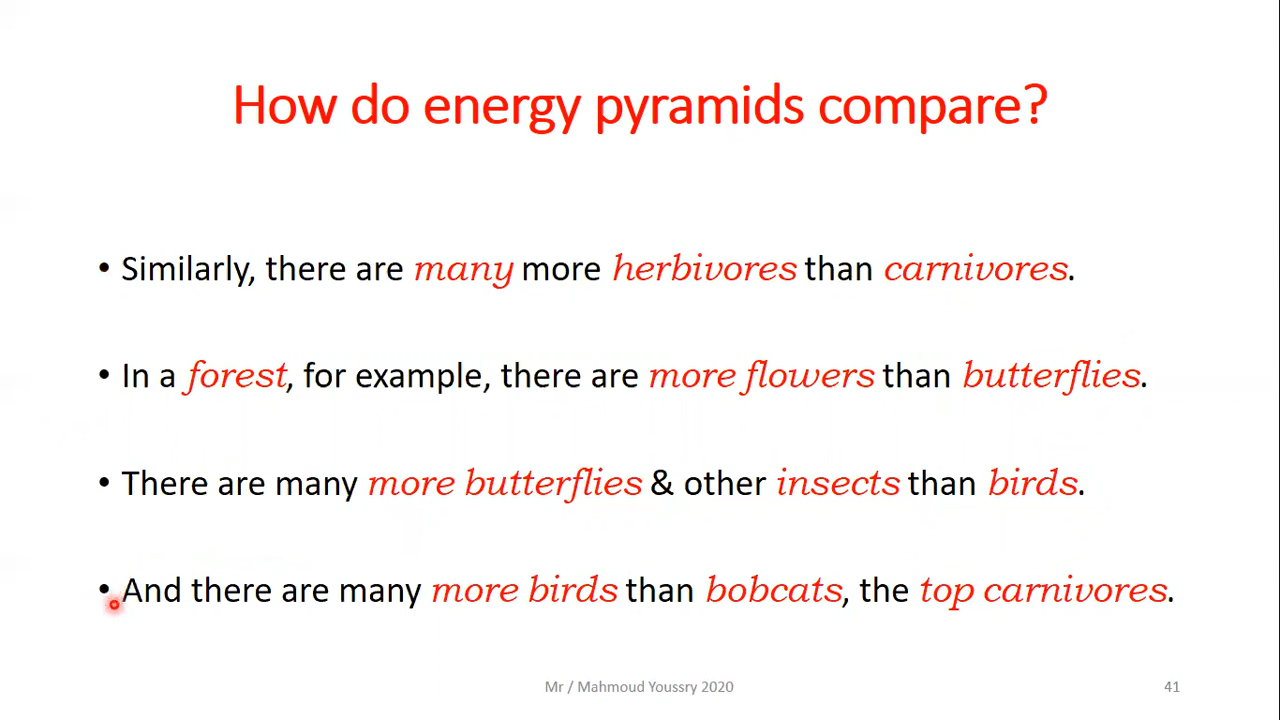 How do energy pyramids compare?
• Similarly, there are many more herbivores than carnivores.
• In a forest, for example, there are more flowers than butterflies.
• There are many more butterflies & other insects than birds.
• And there are many more birds than bobcats, the top carnivores.
Mr / Mahmoud Youssry 2020
41